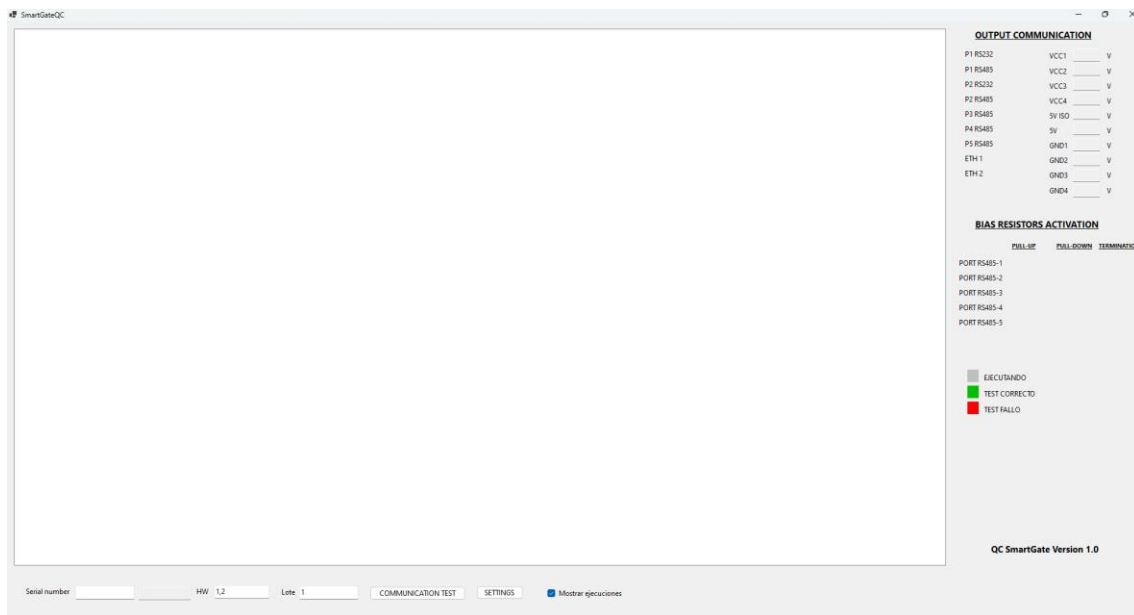 SmartGateQC
OUTPUT COMMUNICATION
P1 RS232 VCC1 V
P1 RS485 VCC2 V
P2 RS232 VCC3 V
P2 RS485 VCC4 V
P3 RS485 5V ISO V
P4 RS485 5V V
P5 RS485 GND1 V
ETH 1 GND2 V
ETH 2 GND3 V
GND4 V
BIAS RESISTORS ACTIVATION
PULL-UP PULL-DOWN TERMINATIO
PORT RS485-1
PORT RS485-2
PORT RS485-3
PORT RS485-4
PORT RS485-5
EJECUTANDO
TEST CORRECTO
TEST FALLO
QC SmartGate Version 1.0
Serial number HW 1,2 Lote 1 COMMUNICATION TEST SETTINGS Mostrar ejecuciones